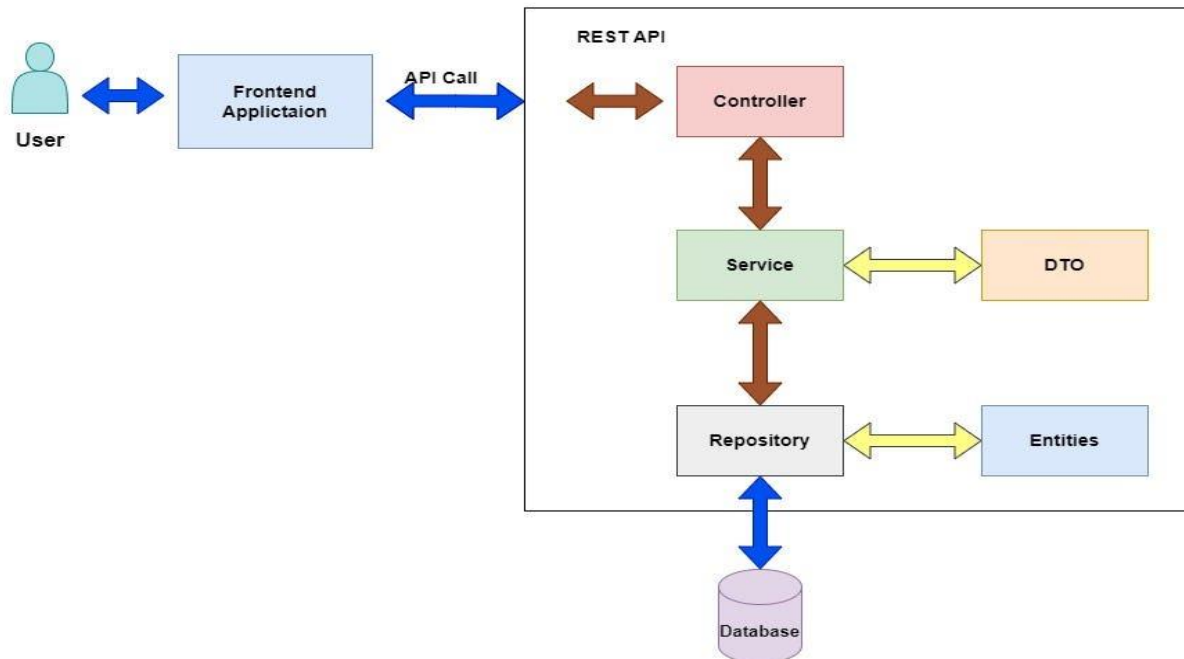 REST API
API Call
User
Frontend
Applictaion
Controller
Service
DTO
Repository
Entities
Database